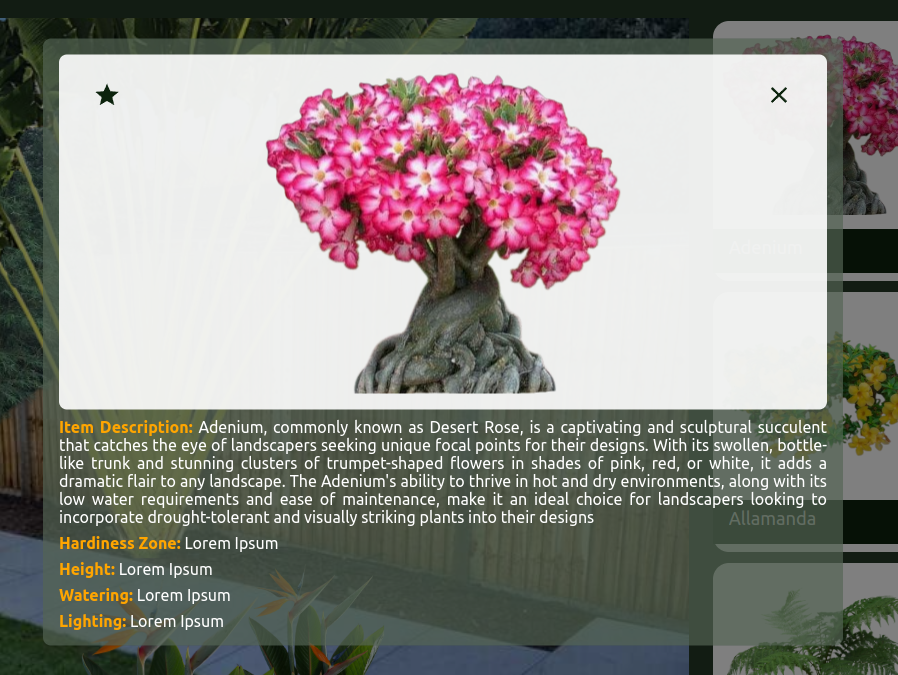 Item Description: Adenium, commonly known as Desert Rose, is a captivating and sculptural succulent
that catches the eye of landscapers seeking unique focal points for their designs. With its swollen, bottle-
like trunk and stunning clusters of trumpet-shaped flowers in shades of pink, red, or white, it adds a
dramatic flair to any landscape. The Adenium's ability to thrive in hot and dry environments, along with its
low water requirements and ease of maintenance, make it an ideal choice for landscapers looking to
incorporate drought-tolerant and visually striking plants into their designs
Hardiness Zone: Lorem Ipsum
Height: Lorem Ipsum
Watering: Lorem Ipsum
Lighting: Lorem Ipsum
Adenium
Allamanda